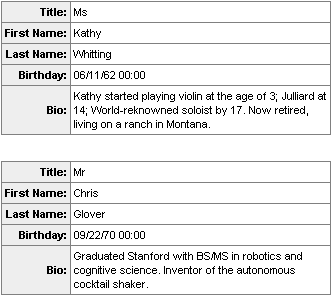 Title: Ms
First Name: Kathy
Last Name: Whitting
Birthday: 06/11/62 00:00
Bio: Kathy started playing violin at the age of 3; Julliard at
14; World-reknowned soloist by 17. Now retired,
living on a ranch in Montana.
Title: Mr
First Name: Chris
Last Name: Glover
Birthday: 09/22/70 00:00
Bio: Graduated Stanford with BS/MS in robotics and
cognitive science. Inventor of the autonomous
cocktail shaker.